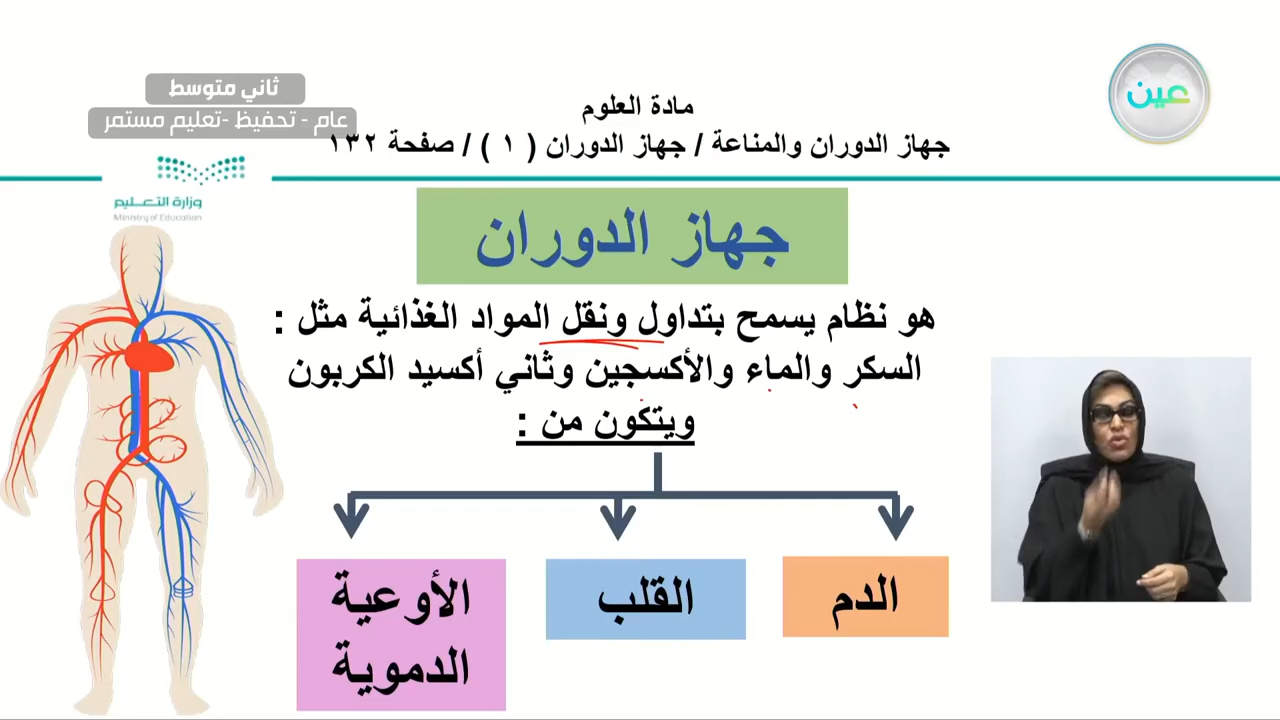 ثاني متوسط
عام - تحفيظ -تعليم مستمر
عين
مادة العلوم
جهاز الدوران والمناعة / جهاز الدوران ( ١ ) / صفحة ١٣٢
وزارة التعـليم
Ministry of Education
جهاز الدوران
هو نظام يسمح بتداول ونقل المواد الغذائية مثل :
السكر والماء والأكسجين وثاني أكسيد الكربون
ويتكون من :
الدم
القلب
الأوعية
الدموية